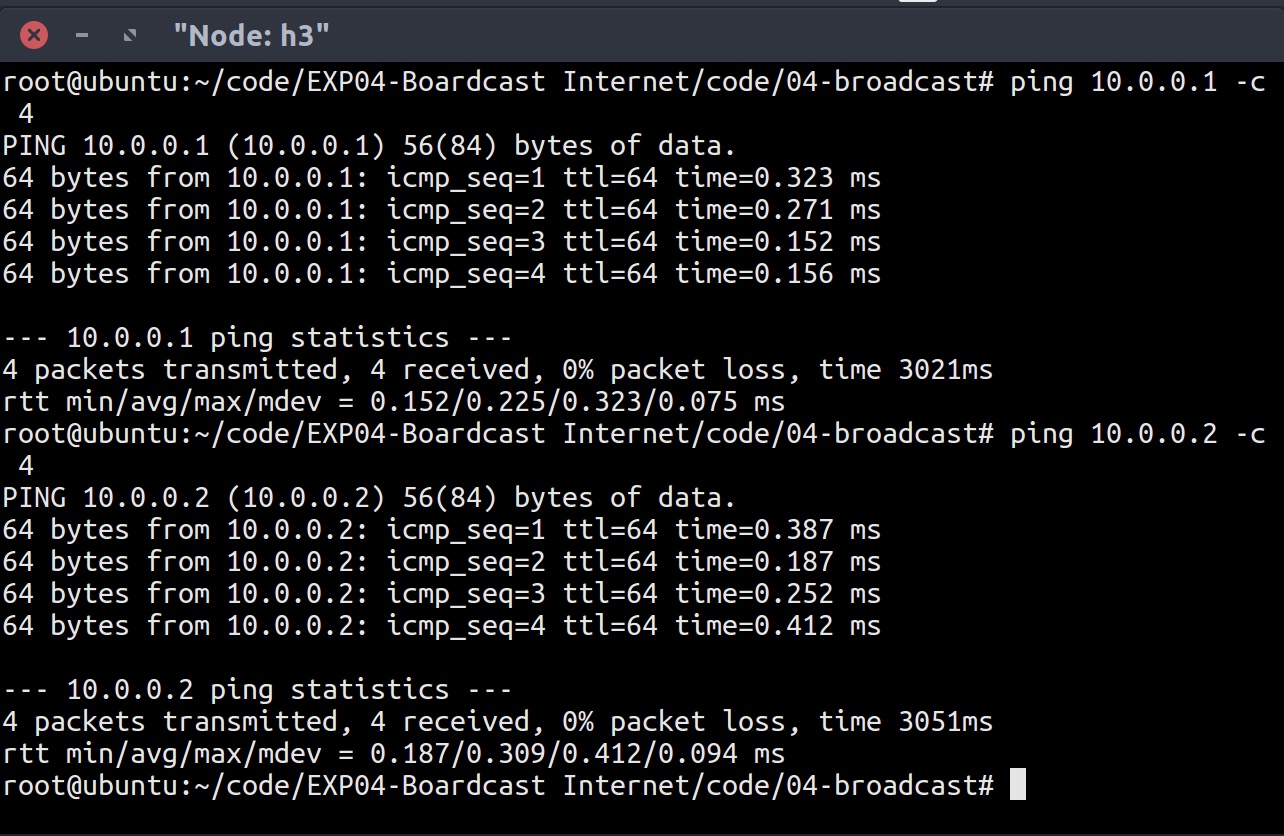 "Node: h3"
root@ubuntu:~/code/EXP04-Boardcast Internet/code/04-broadcast# ping 10.0.0.1 -c
 4
PING 10.0.0.1 (10.0.0.1) 56(84) bytes of data.
64 bytes from 10.0.0.1: icmp_seq=1 ttl=64 time=0.323 ms
64 bytes from 10.0.0.1: icmp_seq=2 ttl=64 time=0.271 ms
64 bytes from 10.0.0.1: icmp_seq=3 ttl=64 time=0.152 ms
64 bytes from 10.0.0.1: icmp_seq=4 ttl=64 time=0.156 ms

--- 10.0.0.1 ping statistics ---
4 packets transmitted, 4 received, 0% packet loss, time 3021ms
rtt min/avg/max/mdev = 0.152/0.225/0.323/0.075 ms
root@ubuntu:~/code/EXP04-Boardcast Internet/code/04-broadcast# ping 10.0.0.2 -c
 4
PING 10.0.0.2 (10.0.0.2) 56(84) bytes of data.
64 bytes from 10.0.0.2: icmp_seq=1 ttl=64 time=0.387 ms
64 bytes from 10.0.0.2: icmp_seq=2 ttl=64 time=0.187 ms
64 bytes from 10.0.0.2: icmp_seq=3 ttl=64 time=0.252 ms
64 bytes from 10.0.0.2: icmp_seq=4 ttl=64 time=0.412 ms

--- 10.0.0.2 ping statistics ---
4 packets transmitted, 4 received, 0% packet loss, time 3051ms
rtt min/avg/max/mdev = 0.187/0.309/0.412/0.094 ms
root@ubuntu:~/code/EXP04-Boardcast Internet/code/04-broadcast#